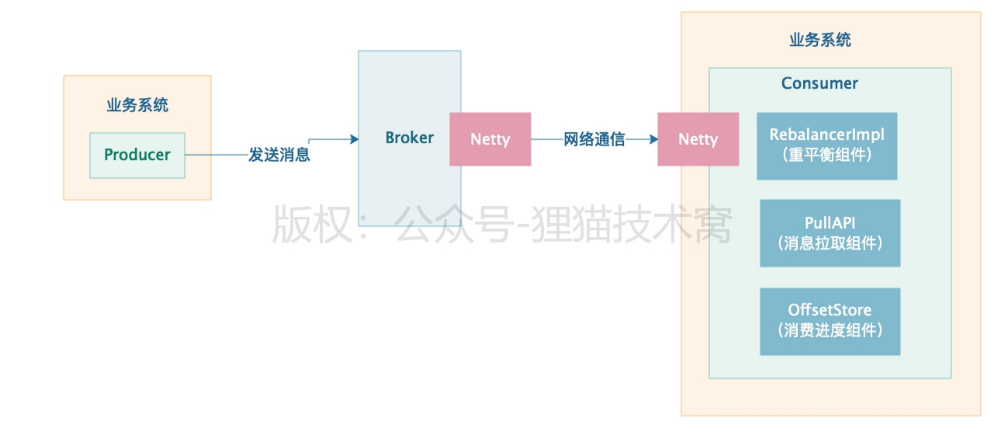 业务系统
Producer
发送消息
Broker
Netty
网络通信
Netty
业务系统
Consumer
RebalancerImpl
（重平衡组件）
PullAPI
（消息拉取组件）
OffsetStore
（消费进度组件）
版权：公众号-狸猫技术窝